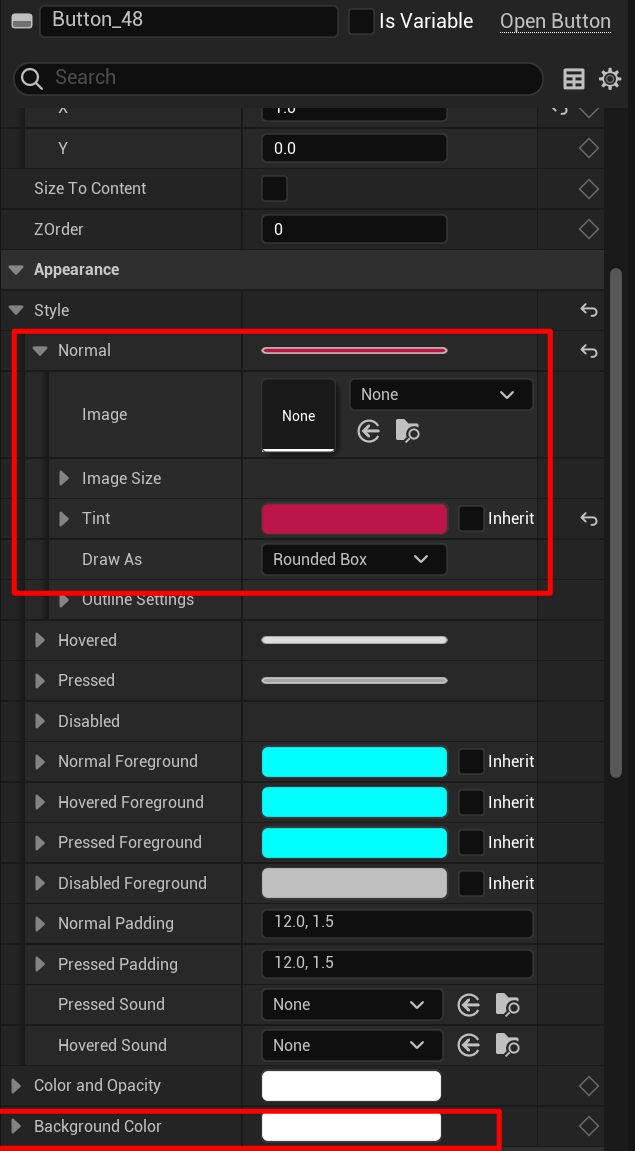 Button_48 Is Variable Open Button
Search
X 1.0
Y 0.0
Size To Content
ZOrder 0
Appearance
Style
Normal
Image None None
Image Size
Tint Inherit
Draw As Rounded Box
Outline Settings
Hovered
Pressed
Disabled
Normal Foreground Inherit
Hovered Foreground Inherit
Pressed Foreground Inherit
Disabled Foreground Inherit
Normal Padding 12.0, 1.5
Pressed Padding 12.0, 1.5
Pressed Sound None
Hovered Sound None
Color and Opacity
Background Color